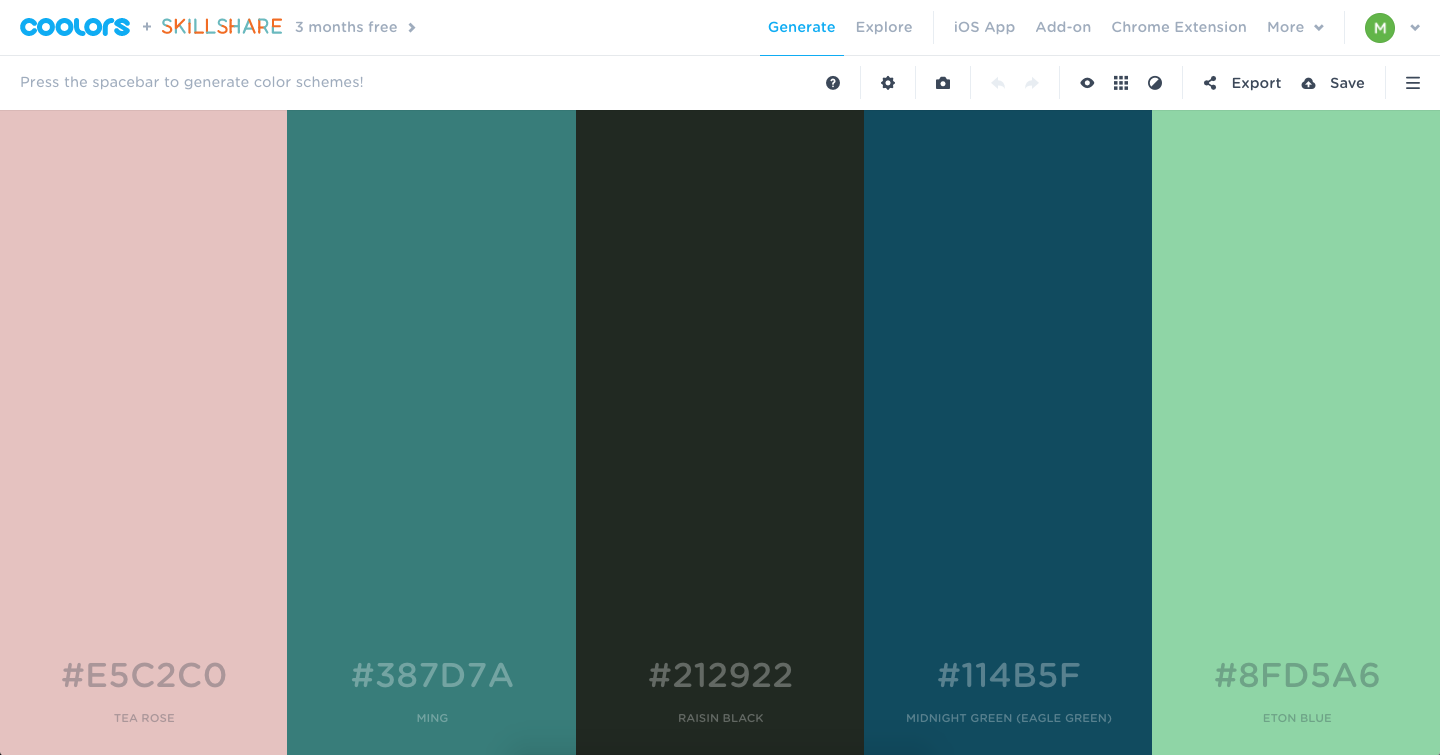 coolors + SKILLSHARE 3 months free
Generate Explore iOS App Add-on Chrome Extension More M
Press the spacebar to generate color schemes! ? Export Save
#E5C2C0 #387D7A #212922 #114B5F #8FD5A6
TEA ROSE MING RAISIN BLACK MIDNIGHT GREEN (EAGLE GREEN) ETON BLUE